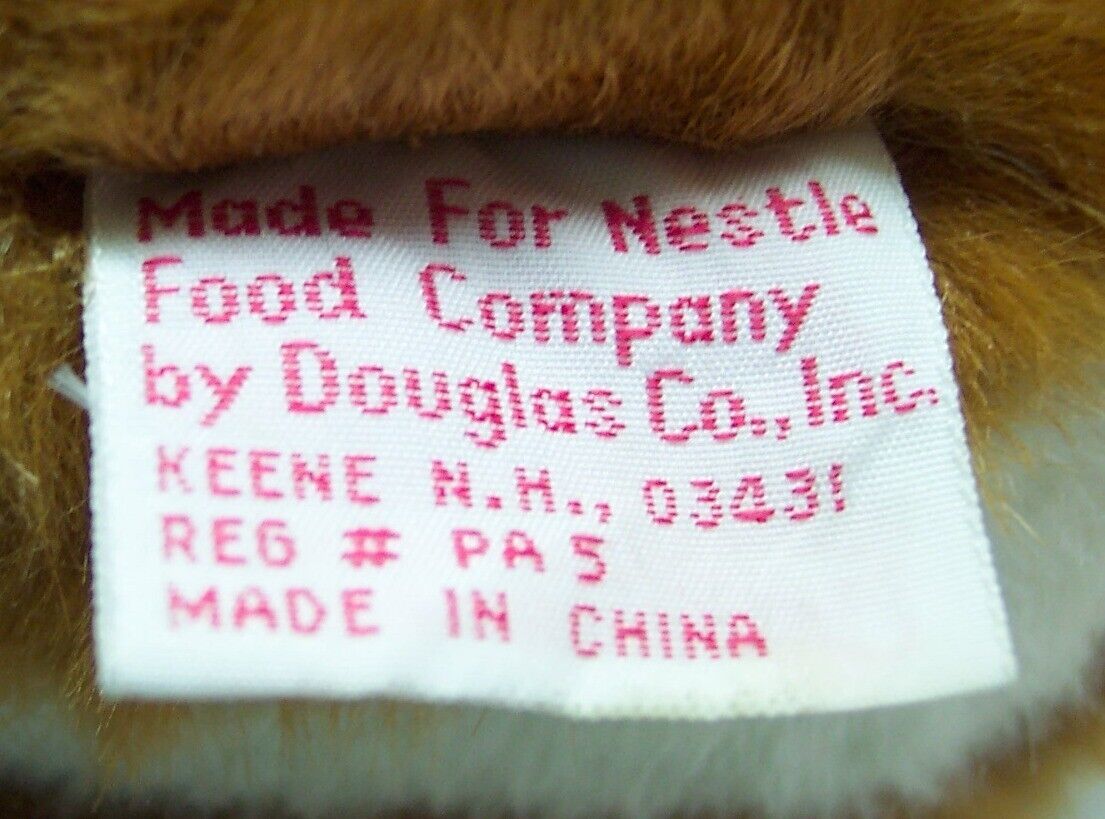 Made For Nestle
Food Company
by Douglas Co., Inc.
KEENE N.H., 03431
REG # PA 5
MADE IN CHINA